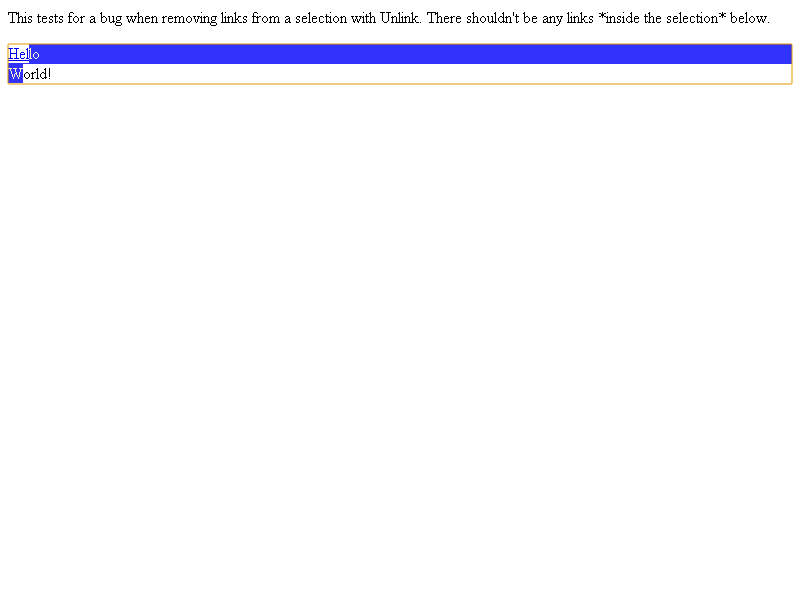 This tests for a bug when removing links from a selection with Unlink. There shouldn't be any links *inside the selection* below.
Hello
World!